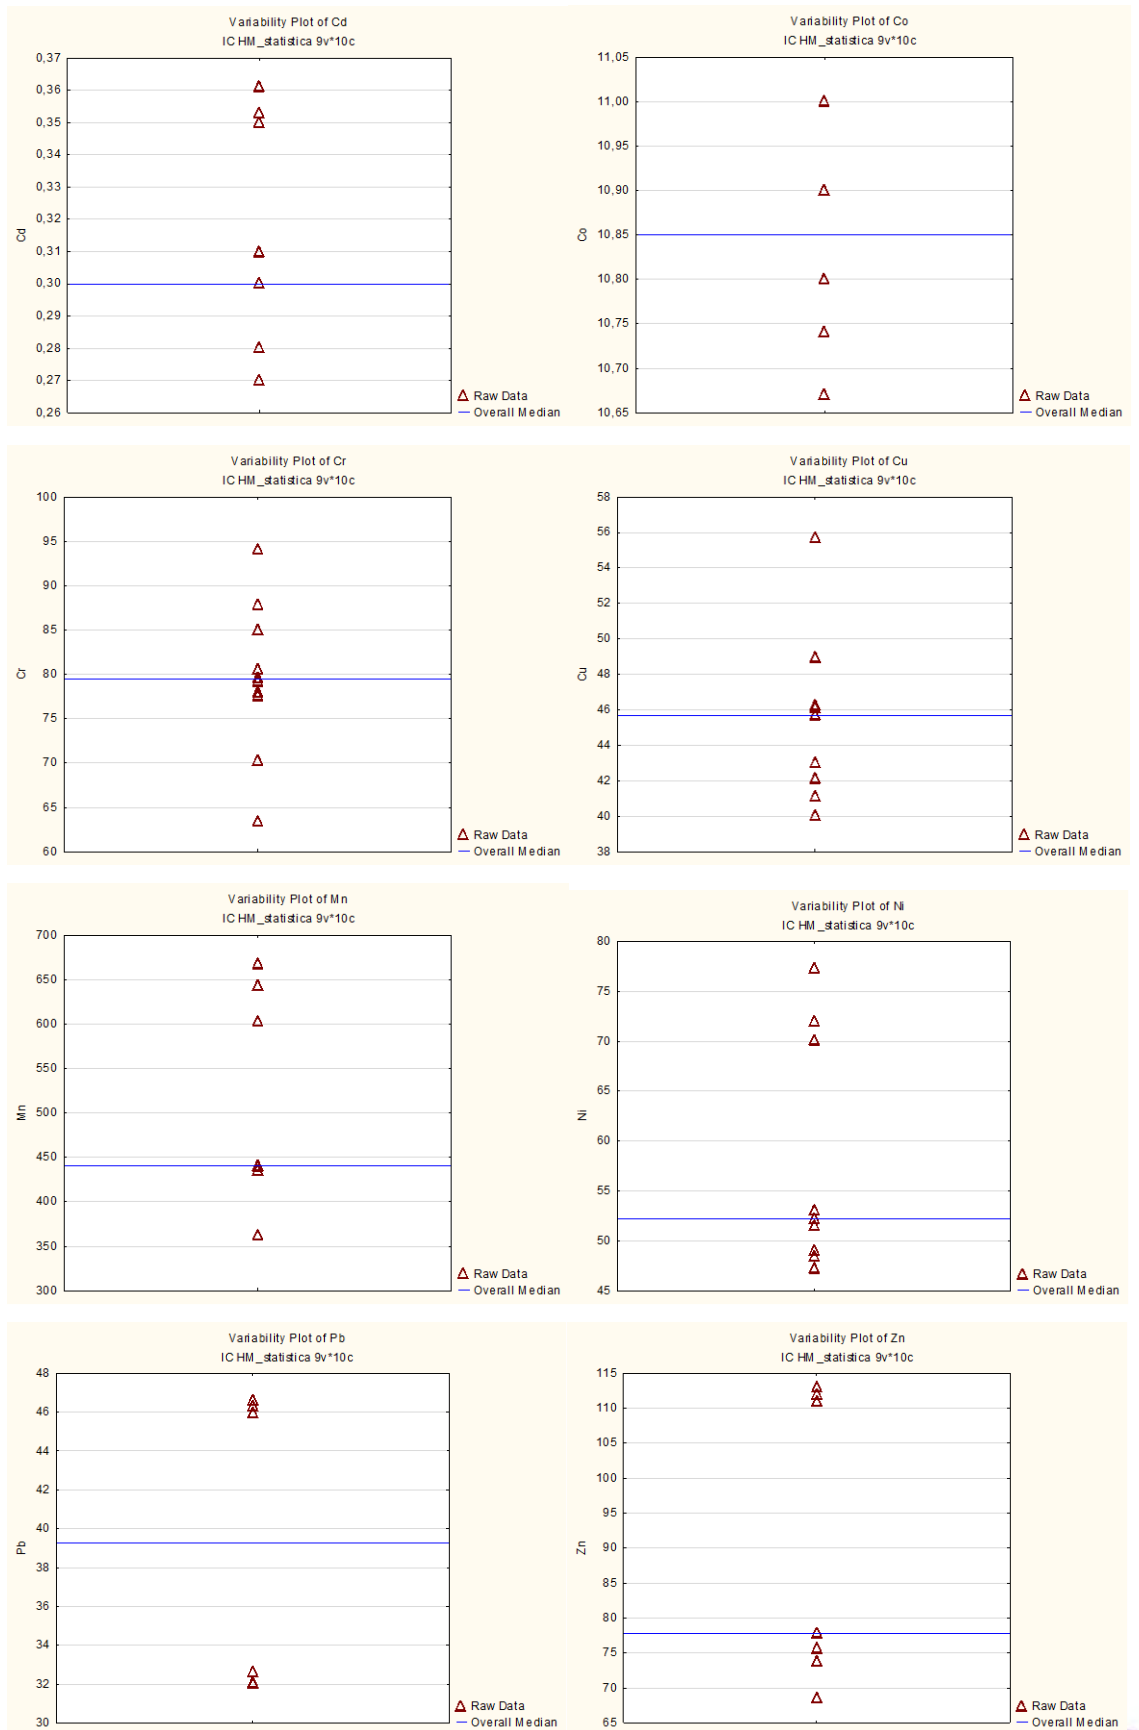 Variability Plot of Cd
IC HM_statistica 9v*10c
0,37
0,36
0,35
0,34
0,33
0,32
0,31
0,30
0,29
0,28
0,27
0,26
Cd
Raw Data
Overall Median
Variability Plot of Co
IC HM_statistica 9v*10c
11,05
11,00
10,95
10,90
10,85
10,80
10,75
10,70
10,65
Co
Raw Data
Overall Median
Variability Plot of Cr
IC HM_statistica 9v*10c
100
95
90
85
80
75
70
65
60
Cr
Raw Data
Overall Median
Variability Plot of Cu
IC HM_statistica 9v*10c
58
56
54
52
50
48
46
44
42
40
38
Cu
Raw Data
Overall Median
Variability Plot of Mn
IC HM_statistica 9v*10c
700
650
600
550
500
450
400
350
300
Mn
Raw Data
Overall Median
Variability Plot of Ni
IC HM_statistica 9v*10c
80
75
70
65
60
55
50
45
Ni
Raw Data
Overall Median
Variability Plot of Pb
IC HM_statistica 9v*10c
48
46
44
42
40
38
36
34
32
30
Pb
Raw Data
Overall Median
Variability Plot of Zn
IC HM_statistica 9v*10c
115
110
105
100
95
90
85
80
75
70
65
Zn
Raw Data
Overall Median